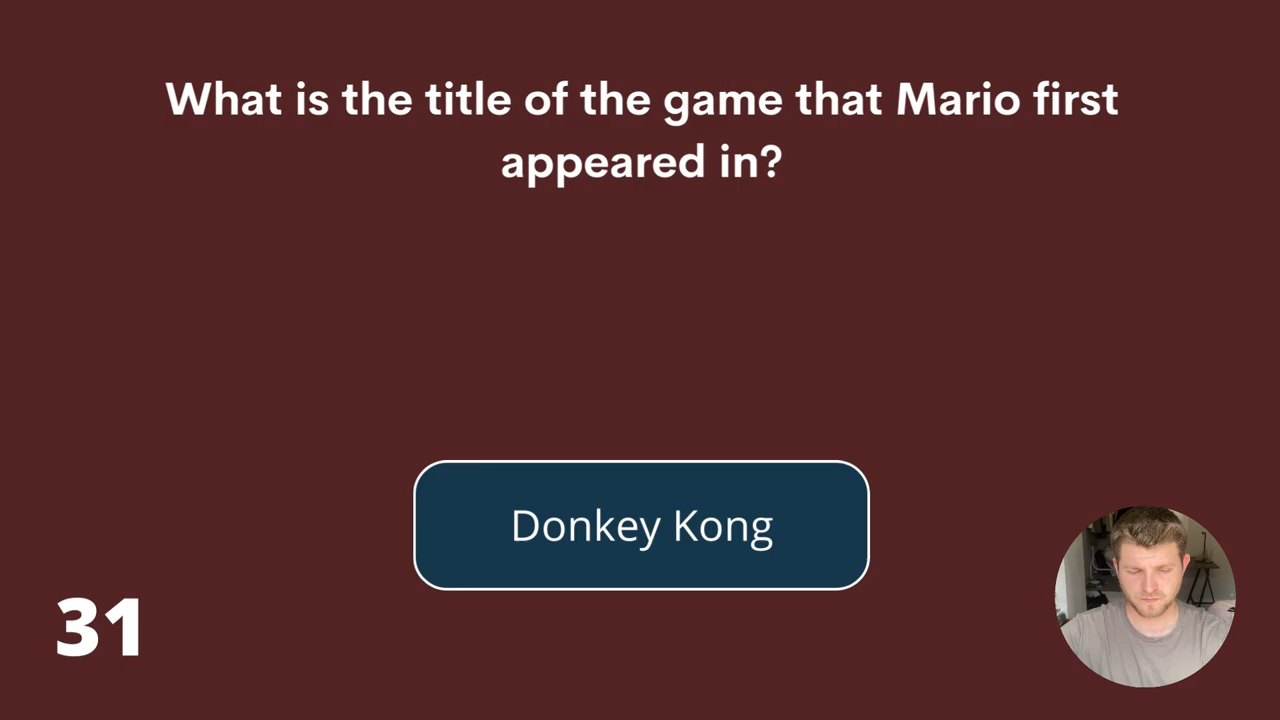 What is the title of the game that Mario first
appeared in?
Donkey Kong
31